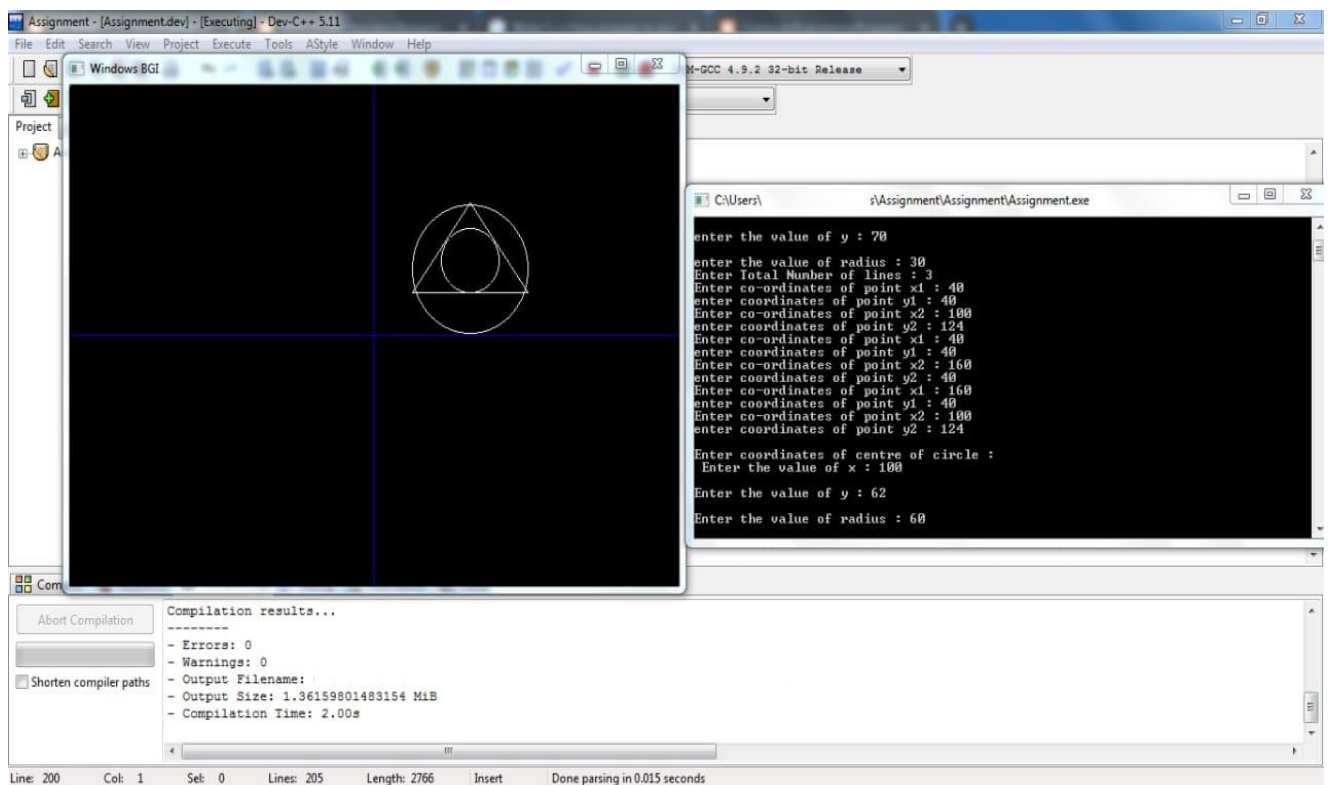 Assignment - [Assignment.dev] - [Executing] - Dev-C++ 5.11
File Edit Search View Project Execute Tools AStyle Window Help
Windows BGI
M-GCC 4.9.2 32-bit Release
Project
A
C:\Users\ s\Assignment\Assignment\Assignment.exe
enter the value of y : 70
enter the value of radius : 30
Enter Total Number of lines : 3
Enter co-ordinates of point x1 : 40
enter coordinates of point y1 : 40
Enter co-ordinates of point x2 : 100
enter coordinates of point y2 : 124
Enter co-ordinates of point x1 : 40
enter coordinates of point y1 : 40
Enter co-ordinates of point x2 : 160
enter coordinates of point y2 : 40
Enter co-ordinates of point x1 : 160
enter coordinates of point y1 : 40
Enter co-ordinates of point x2 : 100
enter coordinates of point y2 : 124
Enter coordinates of centre of circle :
Enter the value of x : 100
Enter the value of y : 62
Enter the value of radius : 60
Com
Abort Compilation
Shorten compiler paths
Compilation results...
--------
- Errors: 0
- Warnings: 0
- Output Filename:
- Output Size: 1.36159801483154 MiB
- Compilation Time: 2.00s
Line: 200 Col: 1 Sel: 0 Lines: 205 Length: 2766 Insert Done parsing in 0.015 seconds